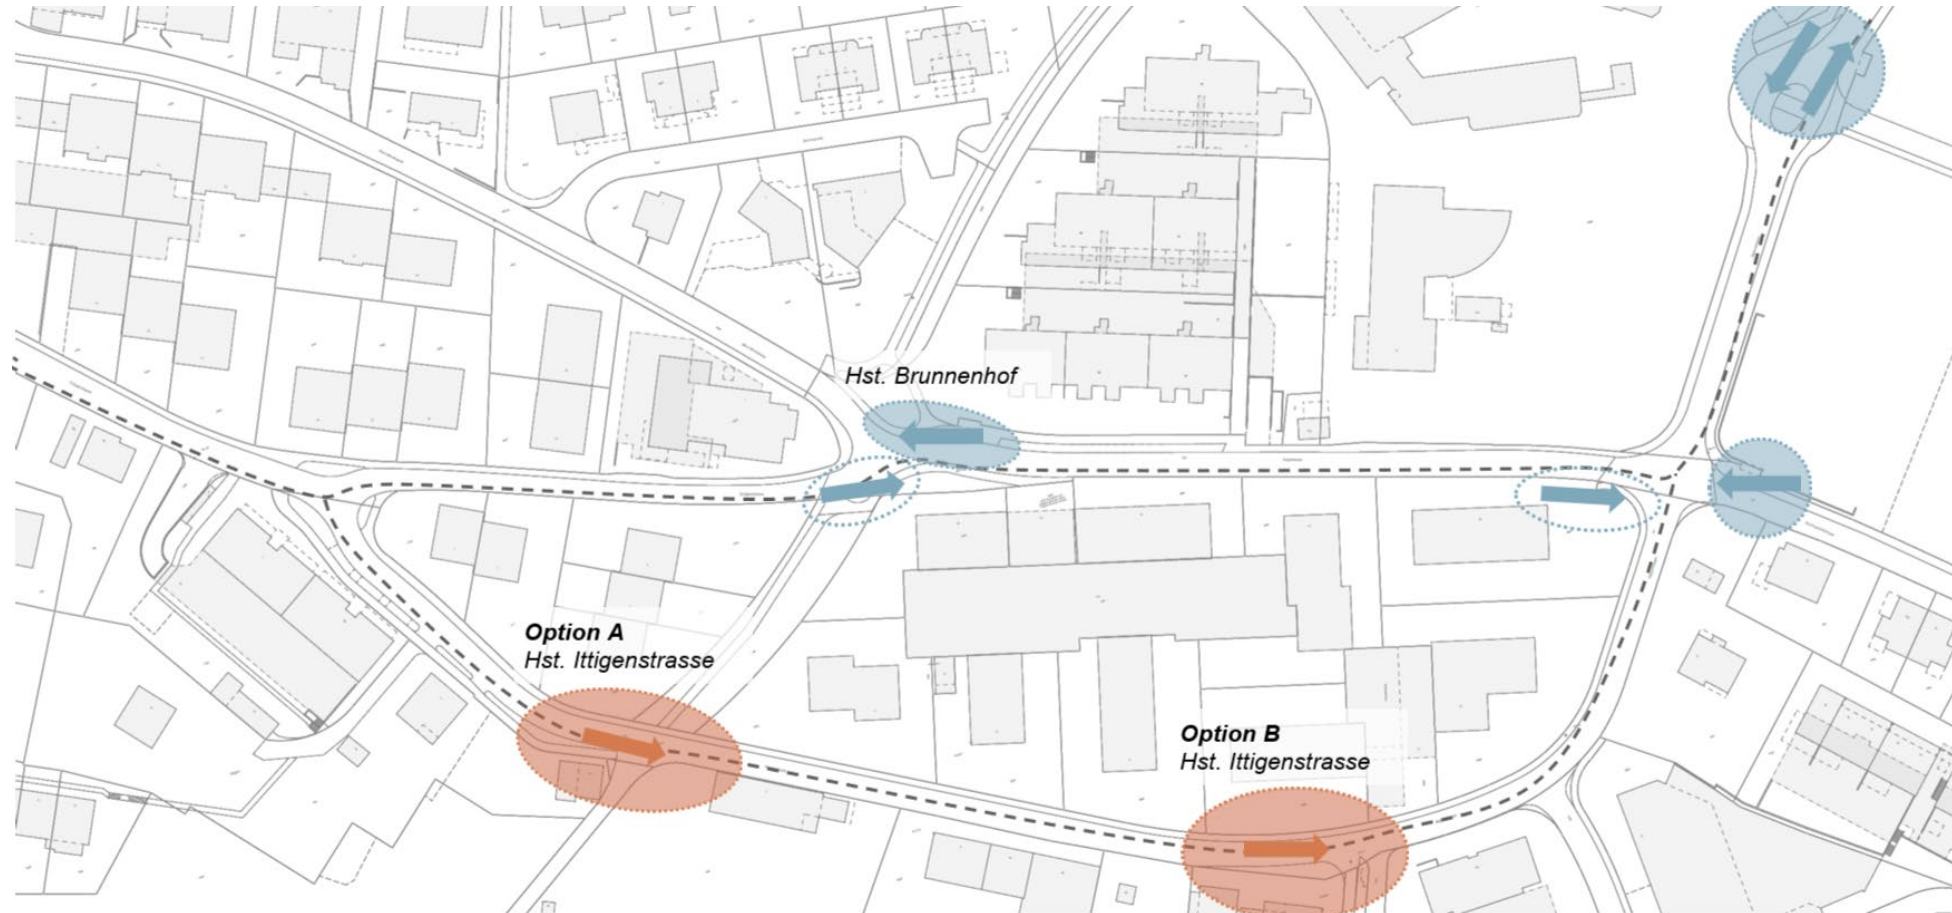 Hst. Brunnenhof
Option A
Hst. Ittigenstrasse
Option B
Hst. Ittigenstrasse